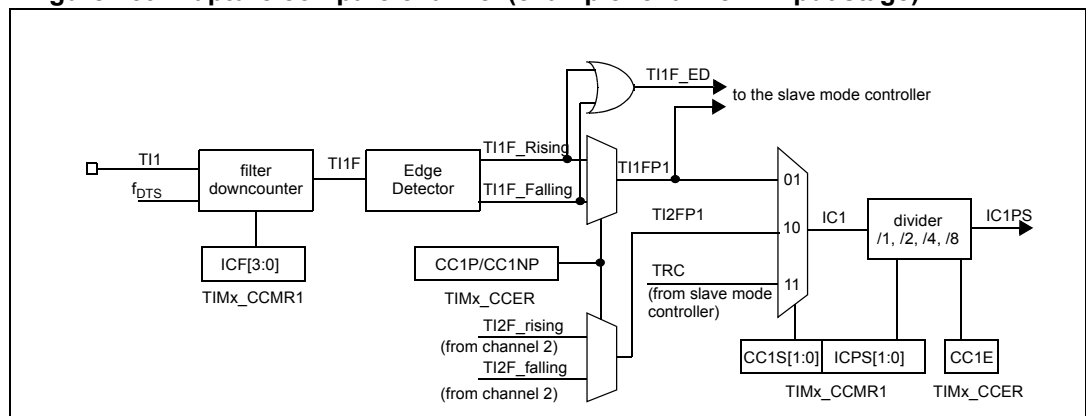 TI1F_ED
to the slave mode controller
TI1
fDTS
filter
downcounter
TI1F
Edge
Detector
TI1F_Rising
TI1F_Falling
TI1FP1
01
TI2FP1
10
IC1
divider
/1, /2, /4, /8
IC1PS
TRC
11
(from slave mode
controller)
ICF[3:0]
TIMx_CCMR1
CC1P/CC1NP
TIMx_CCER
TI2F_rising
(from channel 2)
TI2F_falling
(from channel 2)
CC1S[1:0]
ICPS[1:0]
CC1E
TIMx_CCMR1
TIMx_CCER